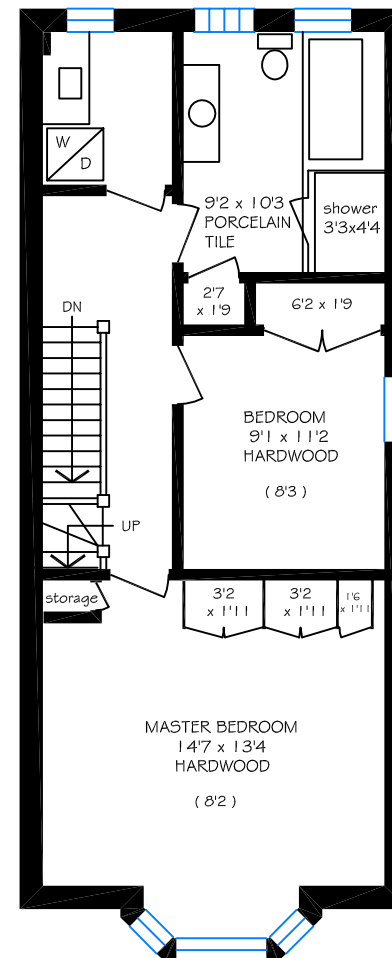 W
D
9'2 x 10'3
PORCELAIN
TILE
shower
3'3x4'4
2'7
x 1'9
6'2 x 1'9
DN
BEDROOM
9'1 x 11'2
HARDWOOD
( 8'3 )
UP
storage
3'2
x 1'11
3'2
x 1'11
1'6
x 1'11
MASTER BEDROOM
14'7 x 13'4
HARDWOOD
( 8'2 )